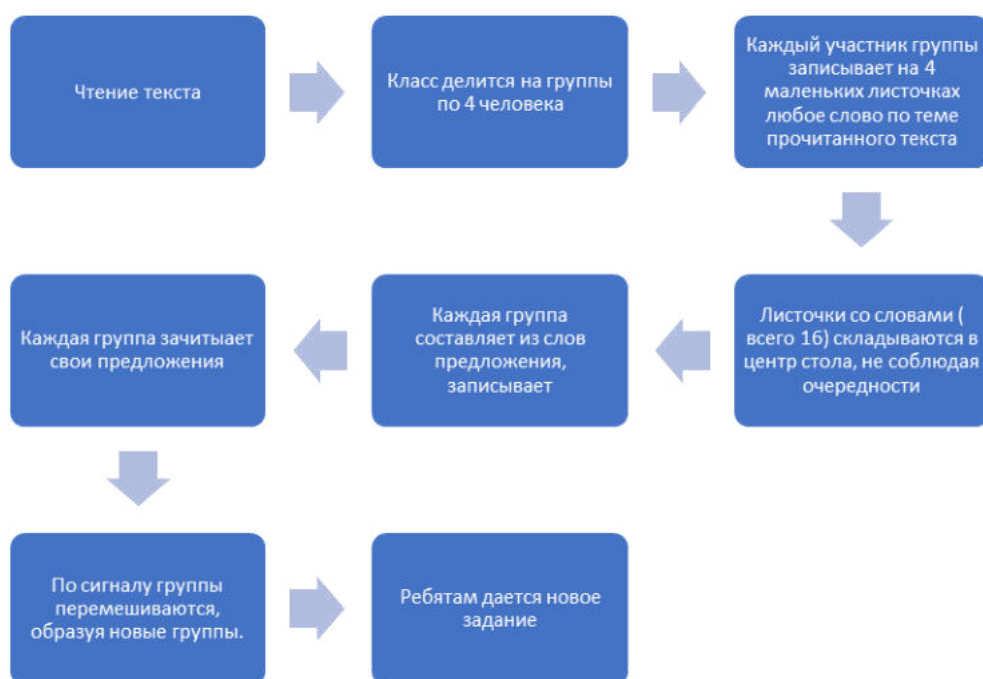 Чтение текста
Класс делится на группы
по 4 человека
Каждый участник группы
записывает на 4
маленьких листочках
любое слово по теме
прочитанного текста
Листочки со словами (
всего 16) складываются в
центр стола, не соблюдая
очередности
Каждая группа
составляет из слов
предложения,
записывает
Каждая группа зачитыает
свои предложения
По сигналу группы
перемешиваются,
образуя новые группы.
Ребятам дается новое
задание